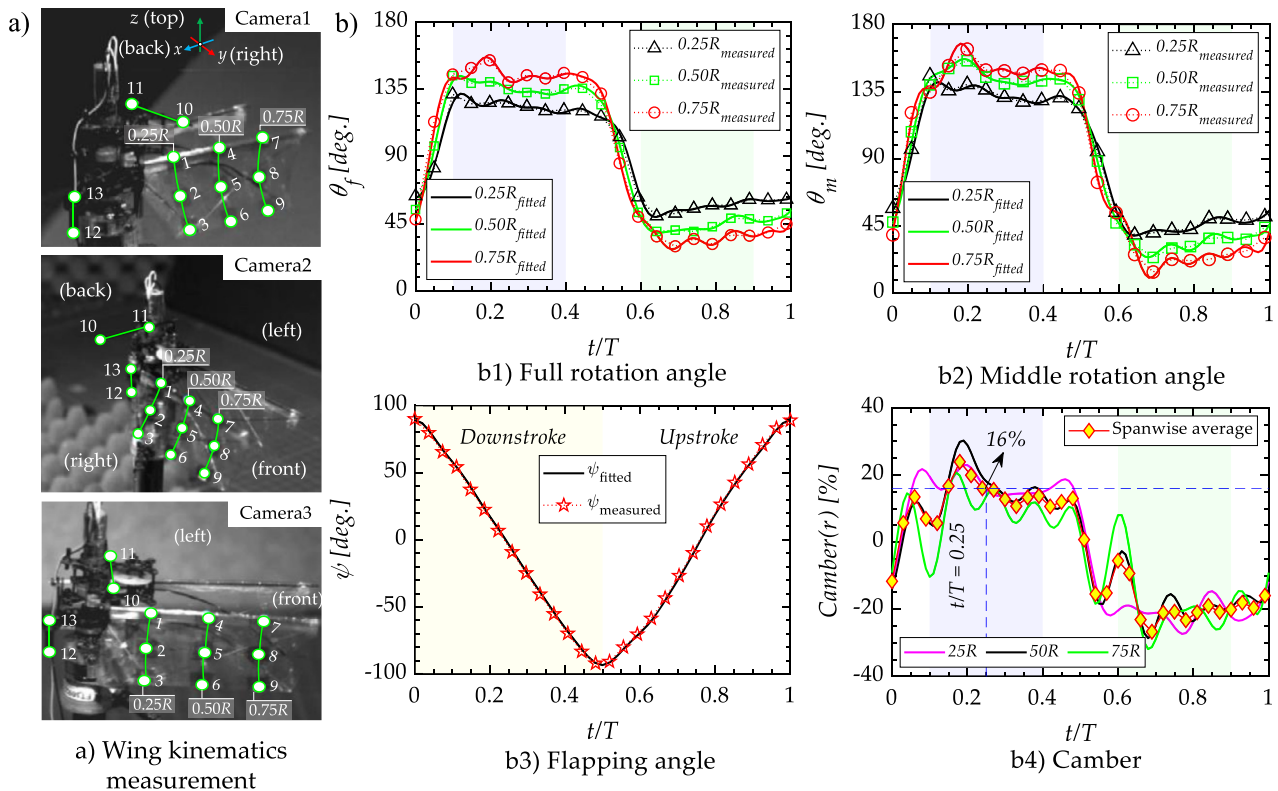 a)
Camera1
z (top)
(back) x
y (right)
11
10
0.25R
0.50R
0.75R
1
4
7
2
5
8
3
6
9
13
12
Camera2
(back)
(left)
11
10
0.25R
0.50R
0.75R
13
12
1
4
7
2
5
8
3
6
9
(right)
(front)
Camera3
(left)
11
10
(front)
13
12
1
4
7
2
5
8
3
6
9
0.25R
0.50R
0.75R
a) Wing kinematics
measurement
b)
θf [deg.]
180
135
90
45
0
0.25Rmeasured
0.50Rmeasured
0.75Rmeasured
0.25Rfitted
0.50Rfitted
0.75Rfitted
0 0.2 0.4 0.6 0.8 1
t/T
b1) Full rotation angle
θm [deg.]
180
135
90
45
0
0.25Rmeasured
0.50Rmeasured
0.75Rmeasured
0.25Rfitted
0.50Rfitted
0.75Rfitted
0 0.2 0.4 0.6 0.8 1
t/T
b2) Middle rotation angle
ψ [deg.]
100
50
0
-50
-100
Downstroke
Upstroke
ψfitted
ψmeasured
0 0.2 0.4 0.6 0.8 1
t/T
b3) Flapping angle
Camber(r) [%]
40
20
0
-20
-40
Spanwise average
16%
t/T = 0.25
25R 50R 75R
0 0.2 0.4 0.6 0.8 1
t/T
b4) Camber